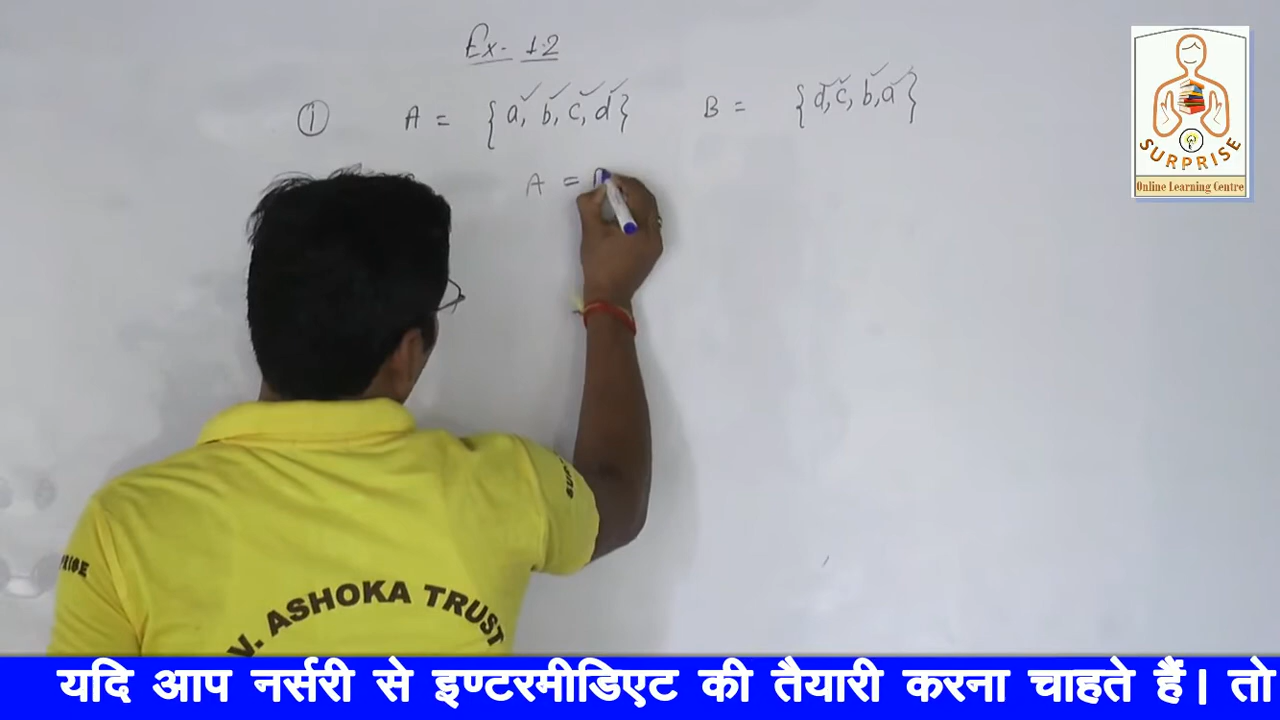 Ex- 1.2
① A = {a, b, c, d} B = {d, c, b, a}
A =
SURPRISE
Online Learning Centre
V. ASHOKA TRUST
यदि आप नर्सरी से इण्टरमीडिएट की तैयारी करना चाहते हैं। तो